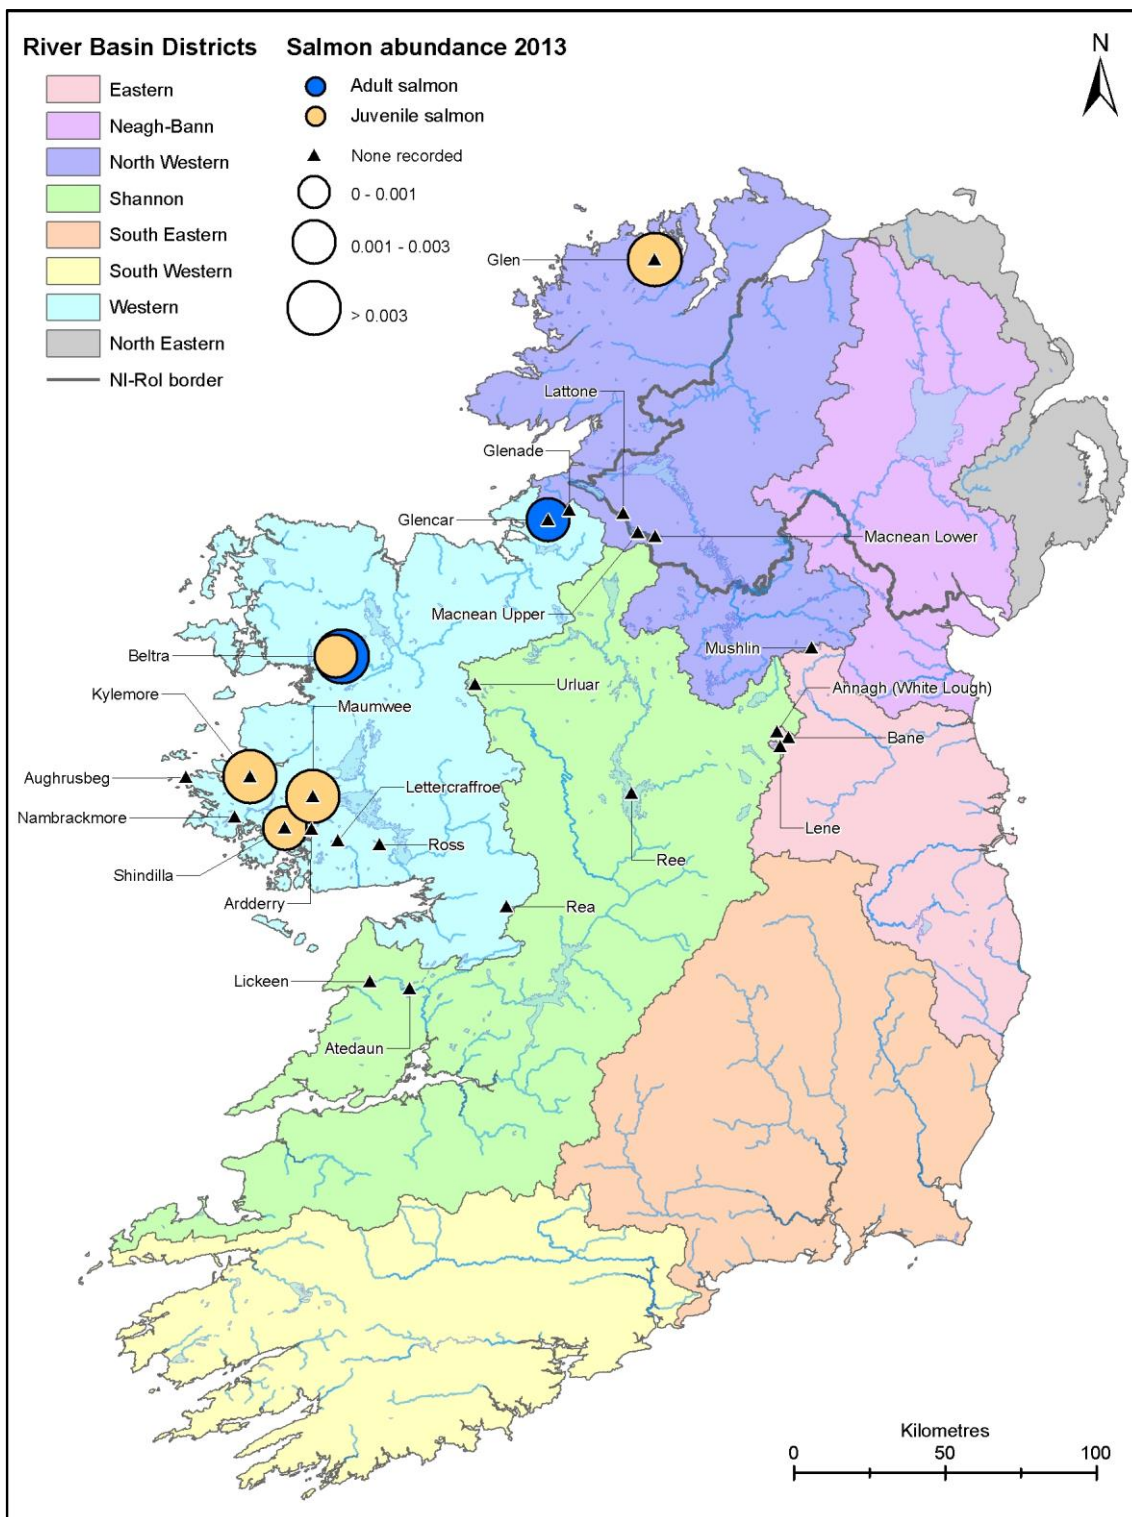 River Basin Districts
Eastern
Neagh-Bann
North Western
Shannon
South Eastern
South Western
Western
North Eastern
NI-RoI border
Salmon abundance 2013
Adult salmon
Juvenile salmon
None recorded
0 - 0.001
0.001 - 0.003
> 0.003
N
Glen
Lattone
Glenade
Glencar
Macnean Lower
Macnean Upper
Mushlin
Beltra
Urluar
Annagh (White Lough)
Kylemore
Maumwee
Bane
Aughrusbeg
Lettercraffroe
Nambrackmore
Lene
Ross
Ree
Shindilla
Ardderry
Rea
Lickeen
Atedaun
Kilometres
0 50 100